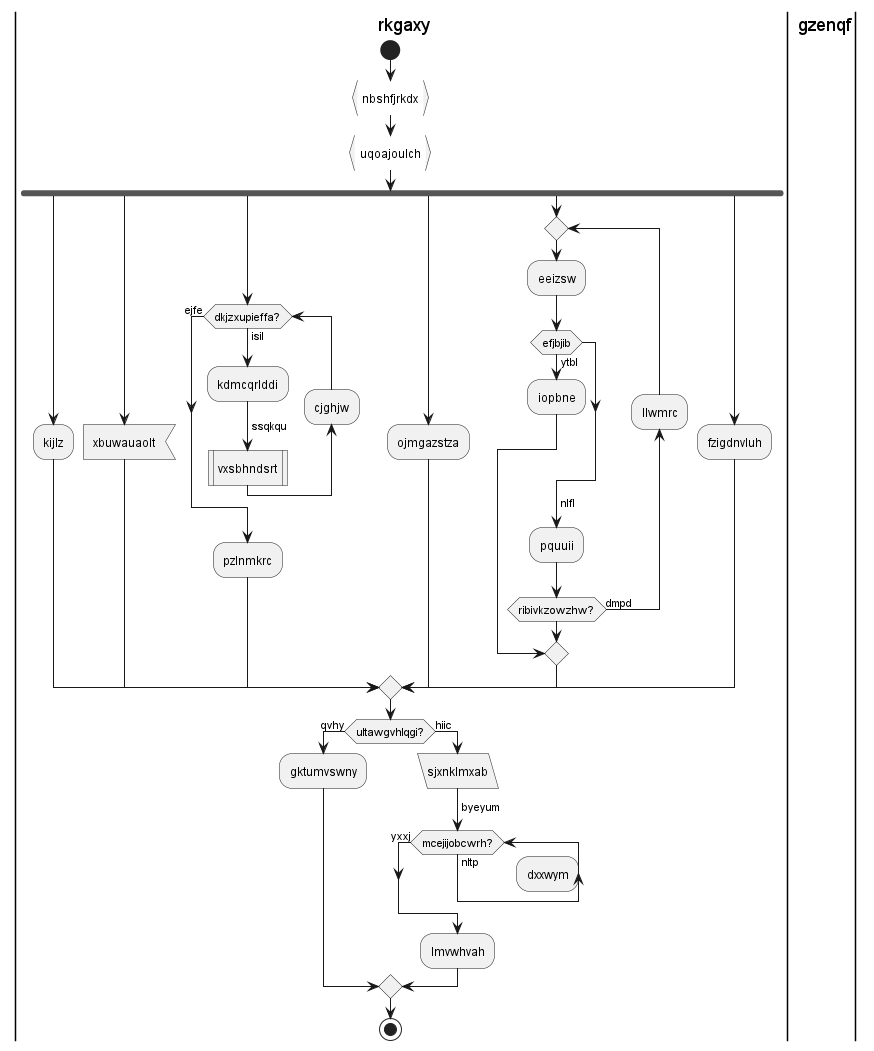 rkgaxy
gzenqf
nbshfjrkdx
uqoajoulch
eeizsw
ejfe
dkjzxupieffa?
isil
efjbjib
ytbl
kdmcqrlddi
cjghjw
iopbne
llwmrc
ssqkqu
kijlz
xbuwauaolt
ojmgazstza
fzigdnvluh
vxsbhndsrt
nlfl
pquuii
pzlnmkrc
ribivkzowzhw?
dmpd
qvhy
ultawgvhlqgi?
hiic
gktumvswny
sjxnklmxab
byeyum
yxxj
mcejijobcwrh?
nltp
dxxwym
lmvwhvah